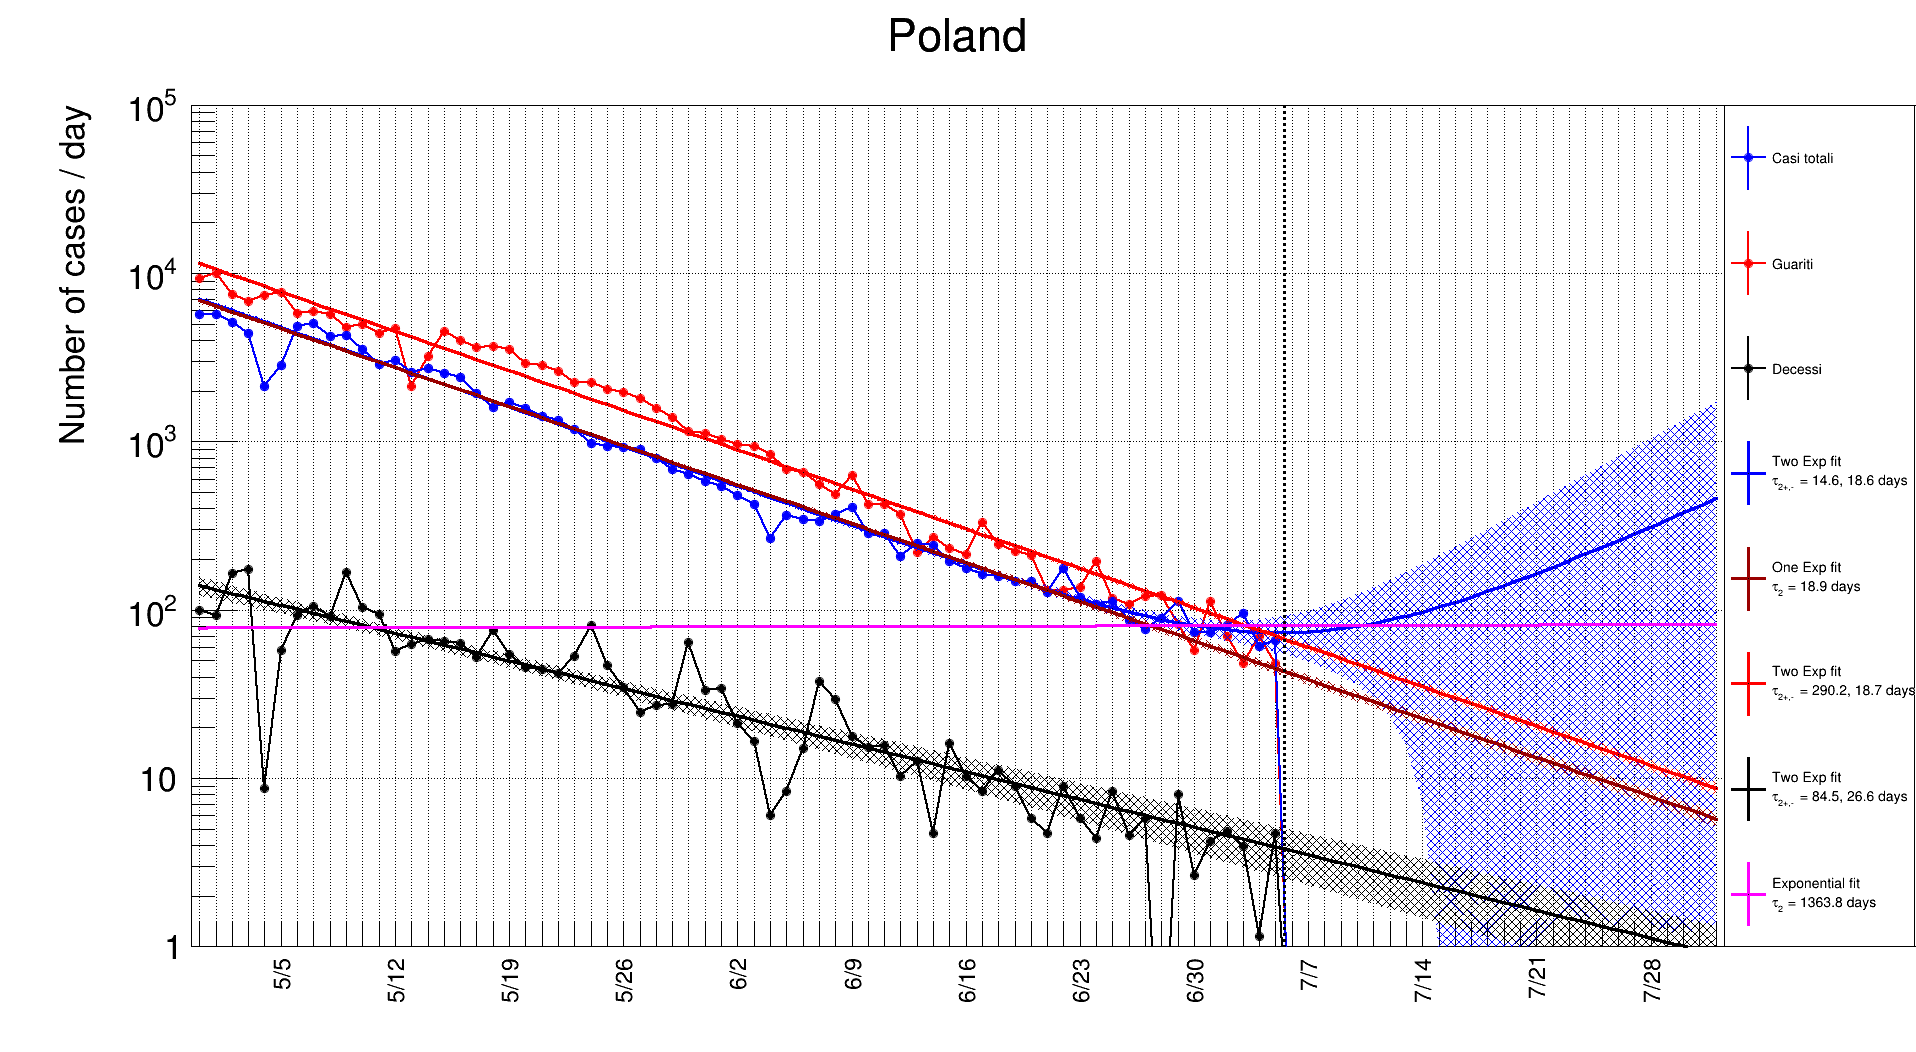 Poland
Number of cases / day
10^5
10^4
10^3
10^2
10
1
5/5
5/12
5/19
5/26
6/2
6/9
6/16
6/23
6/30
7/7
7/14
7/21
7/28
Casi totali
Guariti
Decessi
Two Exp fit
τ2+,- = 14.6, 18.6 days
One Exp fit
τ2 = 18.9 days
Two Exp fit
τ2+,- = 290.2, 18.7 days
Two Exp fit
τ2+,- = 84.5, 26.6 days
Exponential fit
τ2 = 1363.8 days